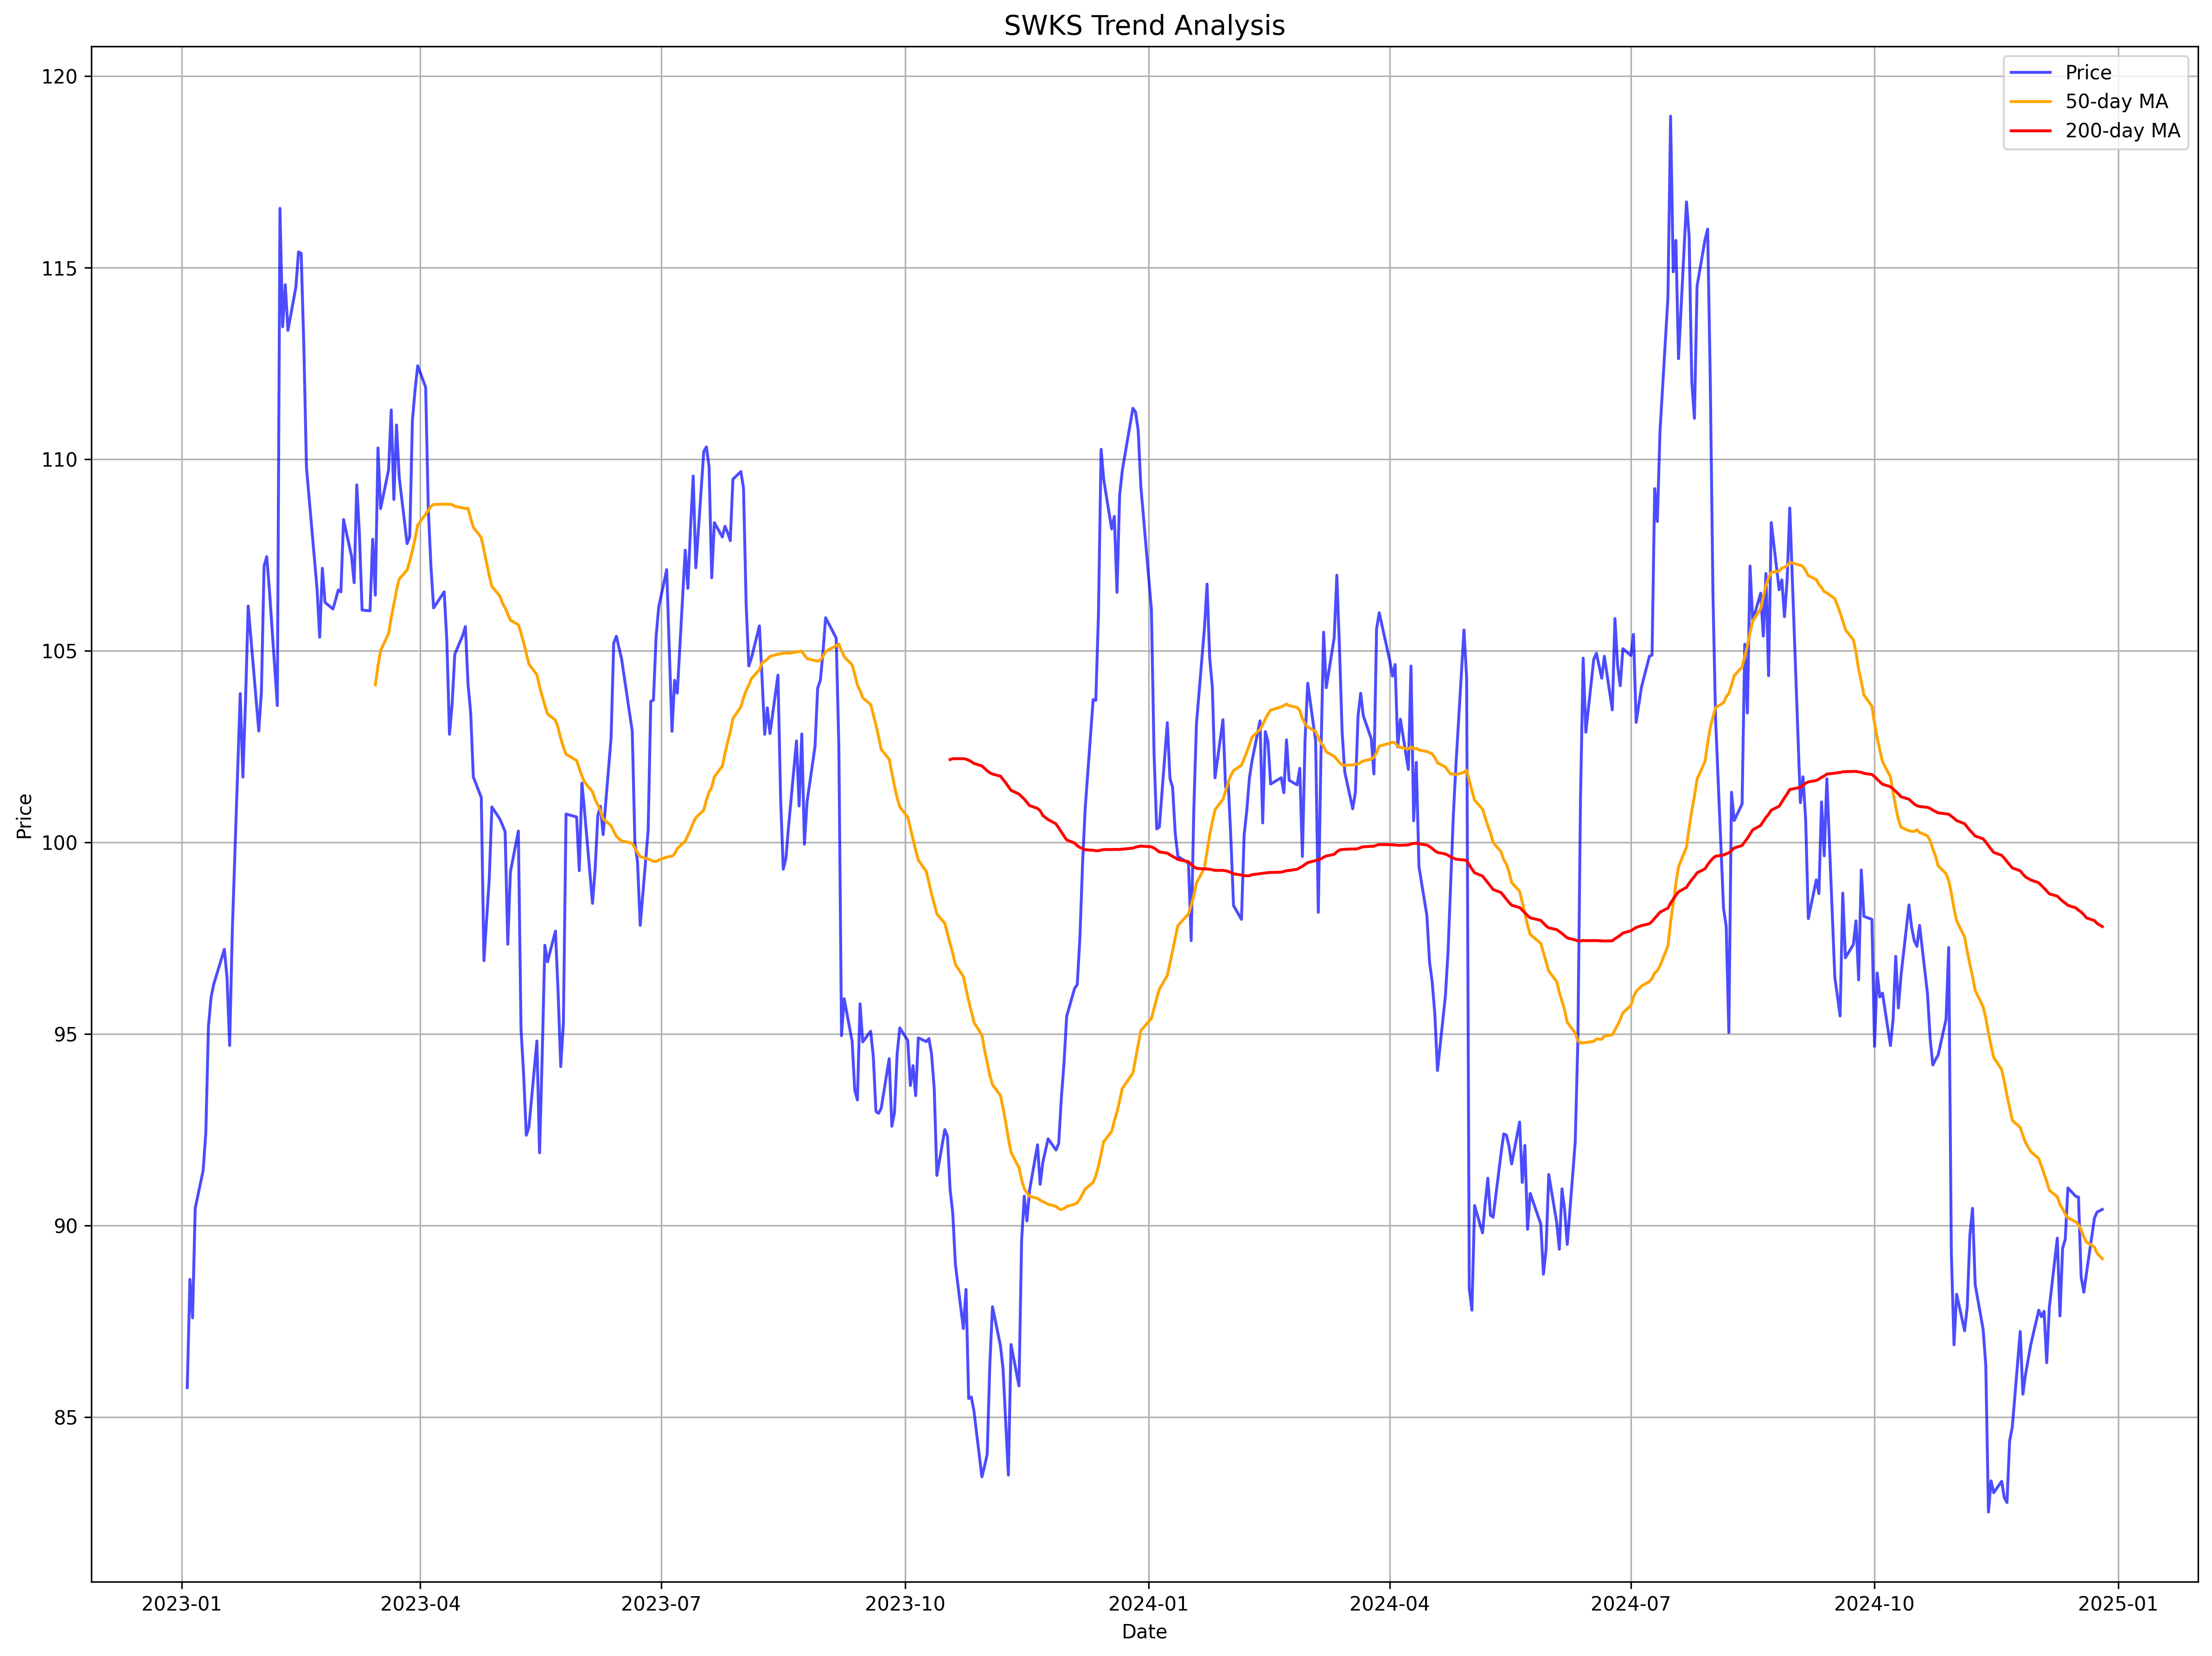 SWKS Trend Analysis
120
115
110
105
100
95
90
85
Price
Price
50-day MA
200-day MA
2023-01
2023-04
2023-07
2023-10
2024-01
2024-04
2024-07
2024-10
2025-01
Date